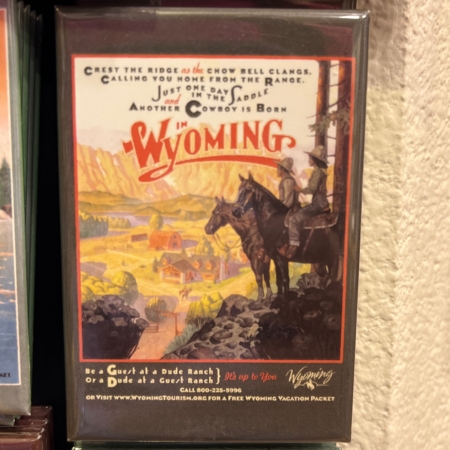 Crest the Ridge as the Chow Bell Clangs,
Calling You Home from the Range.
Just One Day in the Saddle
and Another Cowboy is Born
in
Wyoming
Be a Guest at a Dude Ranch
Or a Dude at a Guest Ranch } It's up to You
Wyoming
Call 800-225-5996
or Visit www.WyomingTourism.org for a Free Wyoming Vacation Packet